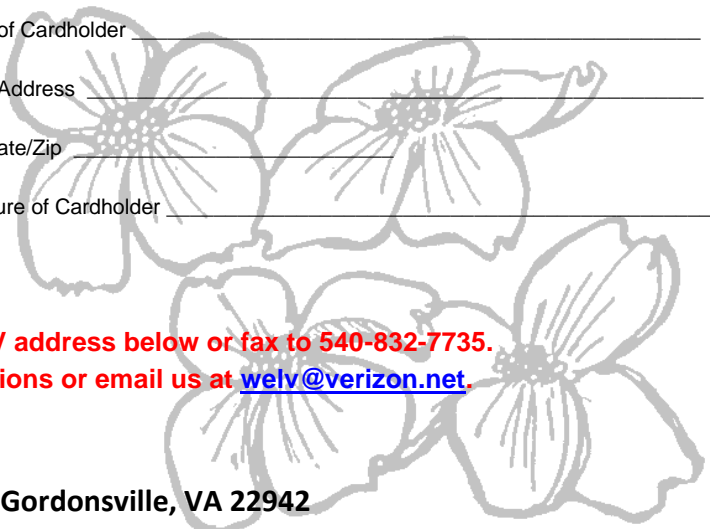 of Cardholder
Address
ate/Zip
ure of Cardholder
V address below or fax to 540-832-7735.
ions or email us at welv@verizon.net.
Gordonsville, VA 22942